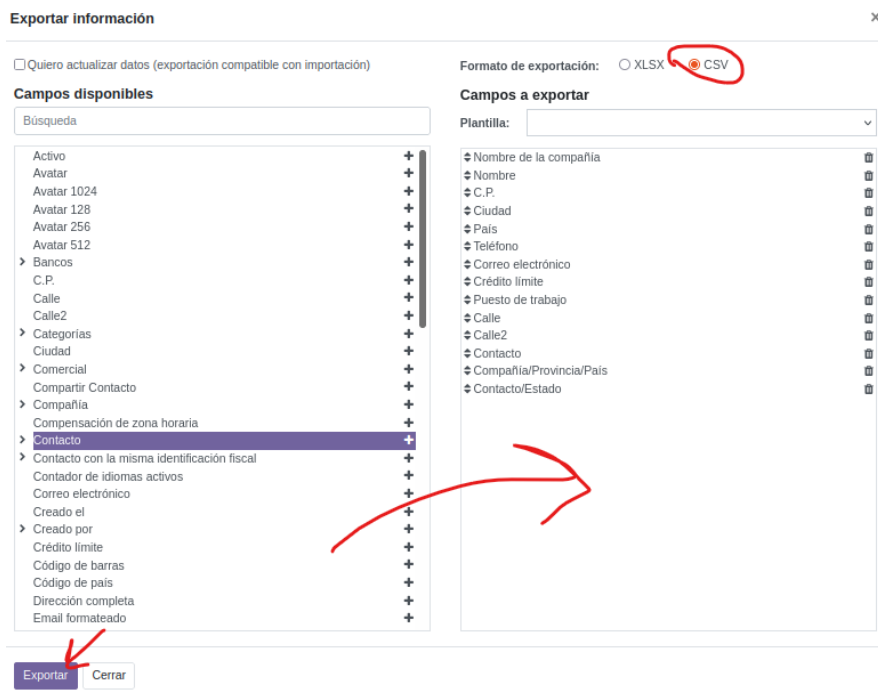 Exportar información
Quiero actualizar datos (exportación compatible con importación)
Formato de exportación: XLSX CSV
Campos disponibles
Búsqueda
Activo
Avatar
Avatar 1024
Avatar 128
Avatar 256
Avatar 512
Bancos
C.P.
Calle
Calle2
Categorías
Ciudad
Comercial
Compartir Contacto
Compañía
Compensación de zona horaria
Contacto
Contacto con la misma identificación fiscal
Contador de idiomas activos
Correo electrónico
Creado el
Creado por
Crédito límite
Código de barras
Código de país
Dirección completa
Email formateado
Campos a exportar
Plantilla:
Nombre de la compañía
Nombre
C.P.
Ciudad
País
Teléfono
Correo electrónico
Crédito límite
Puesto de trabajo
Calle
Calle2
Contacto
Compañía/Provincia/País
Contacto/Estado
Exportar
Cerrar